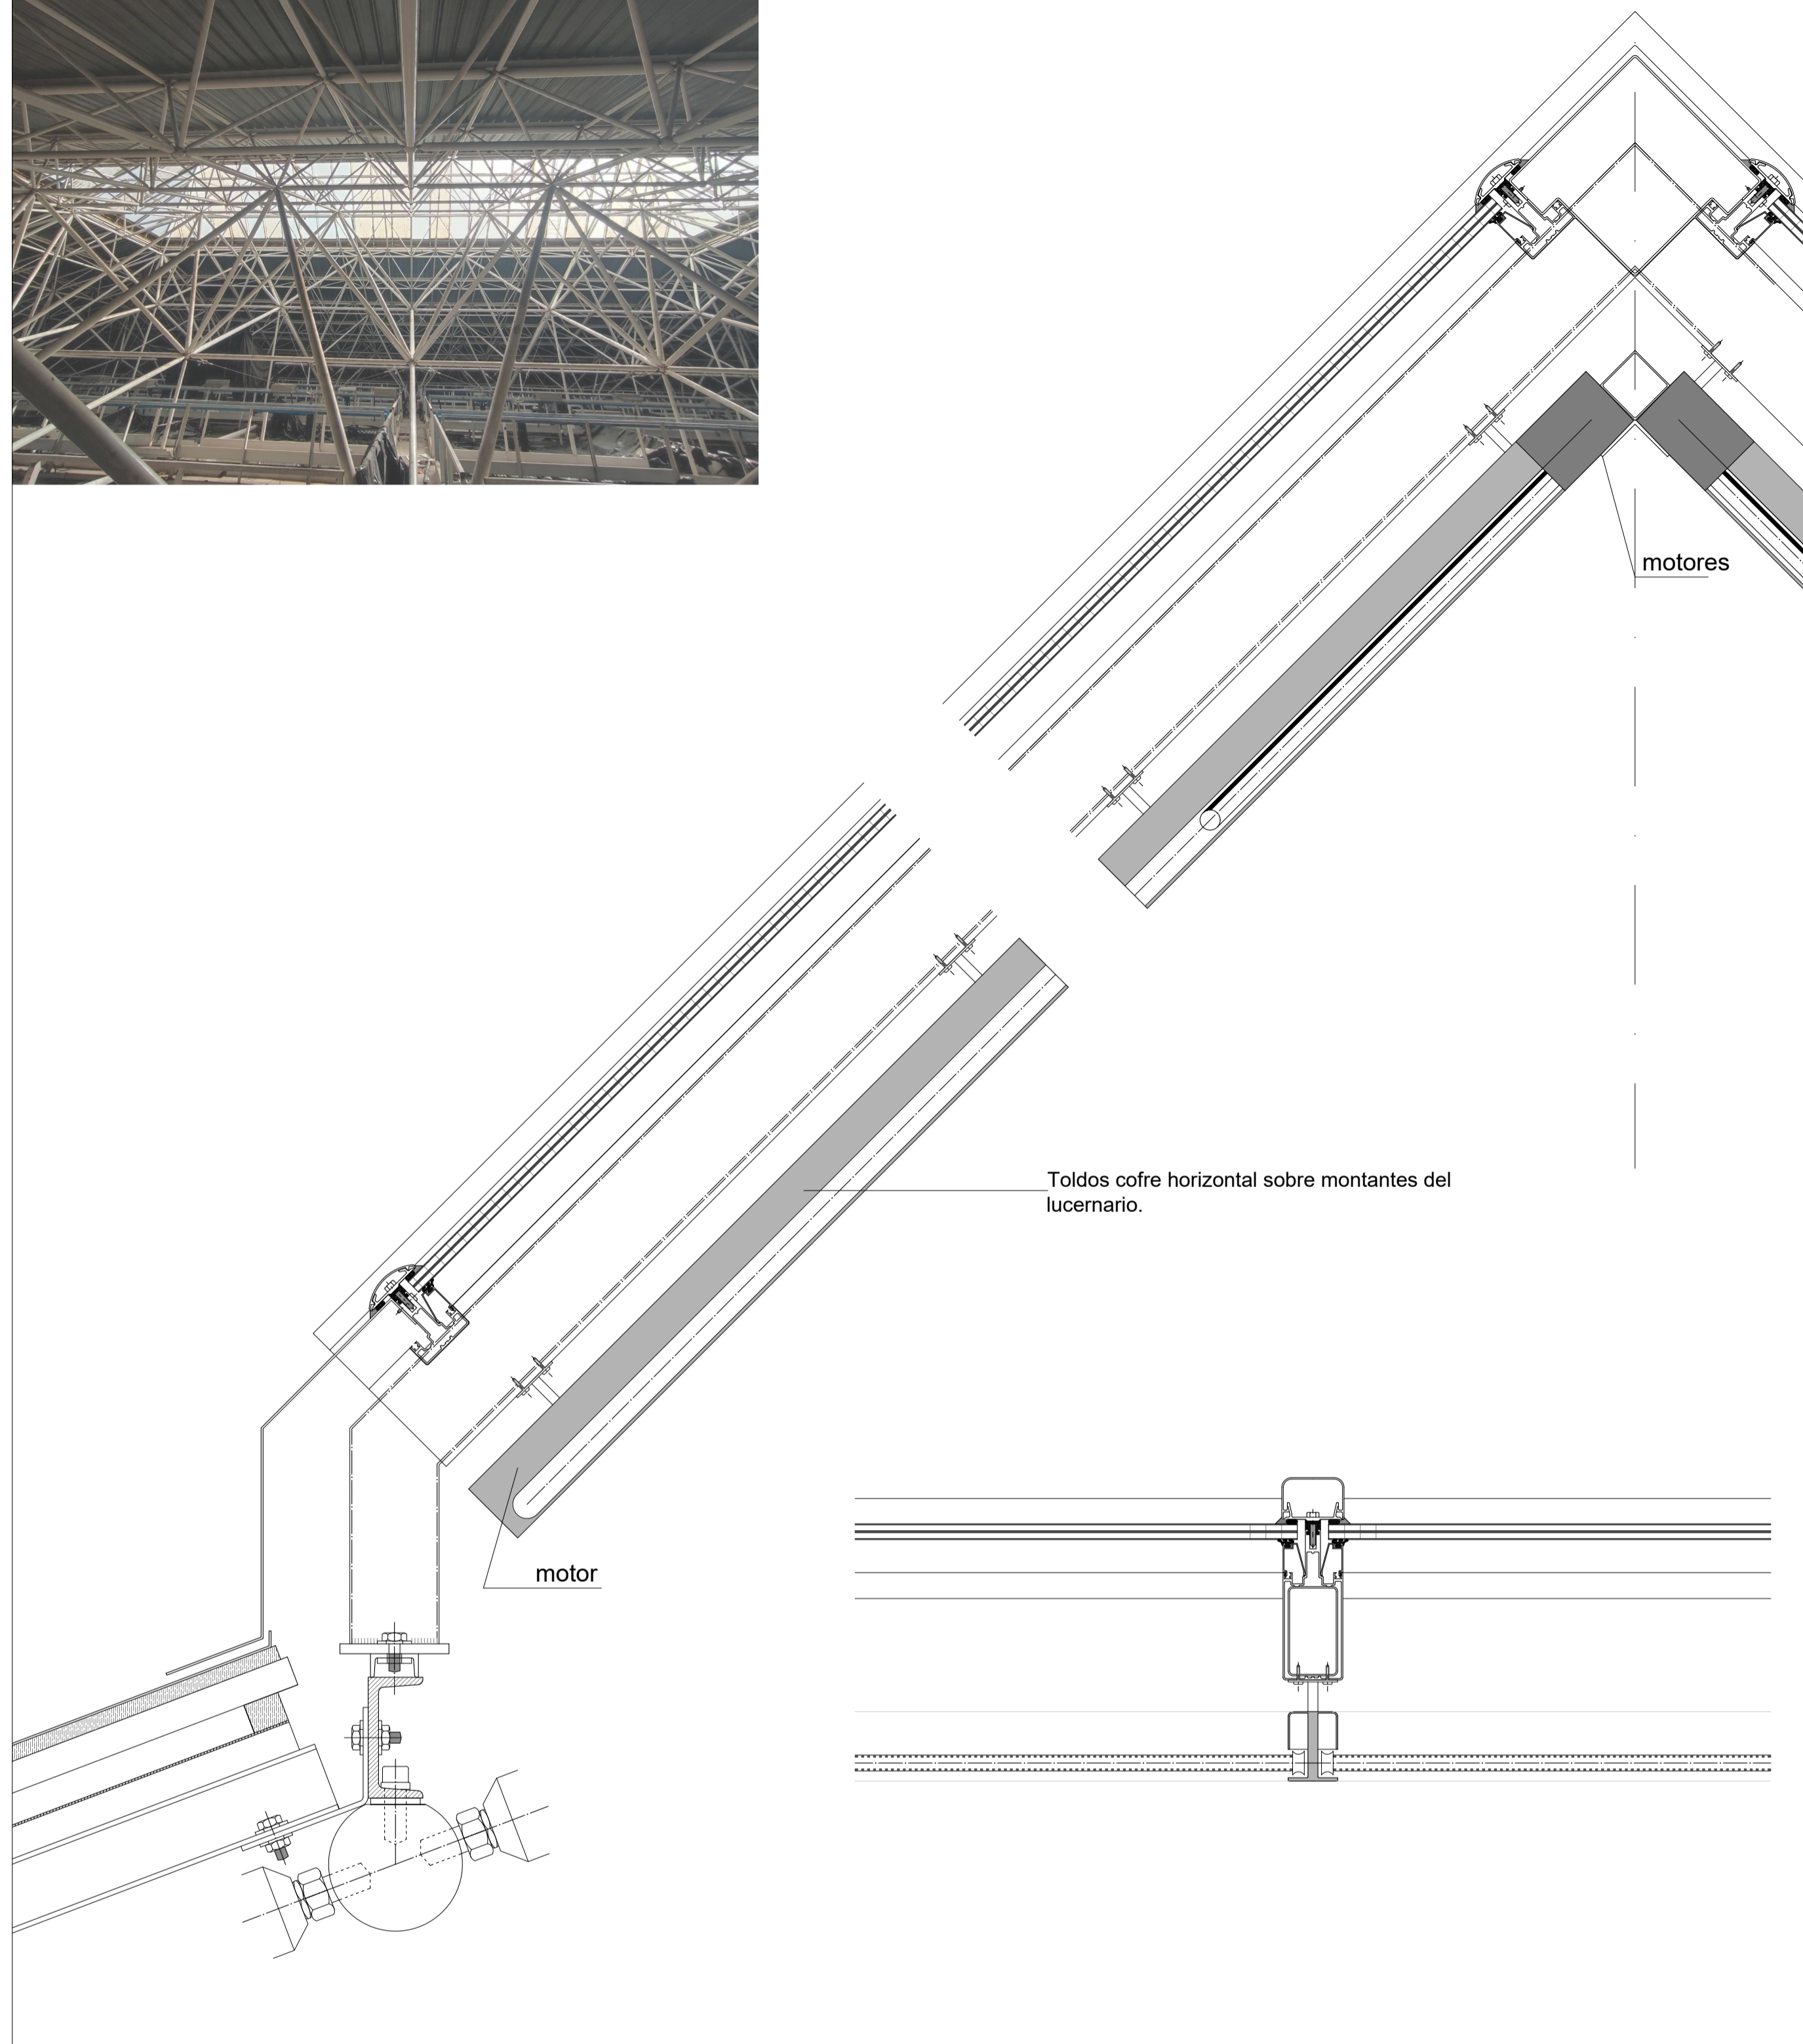 motores
Toldos cofre horizontal sobre montantes del
lucernario.
motor